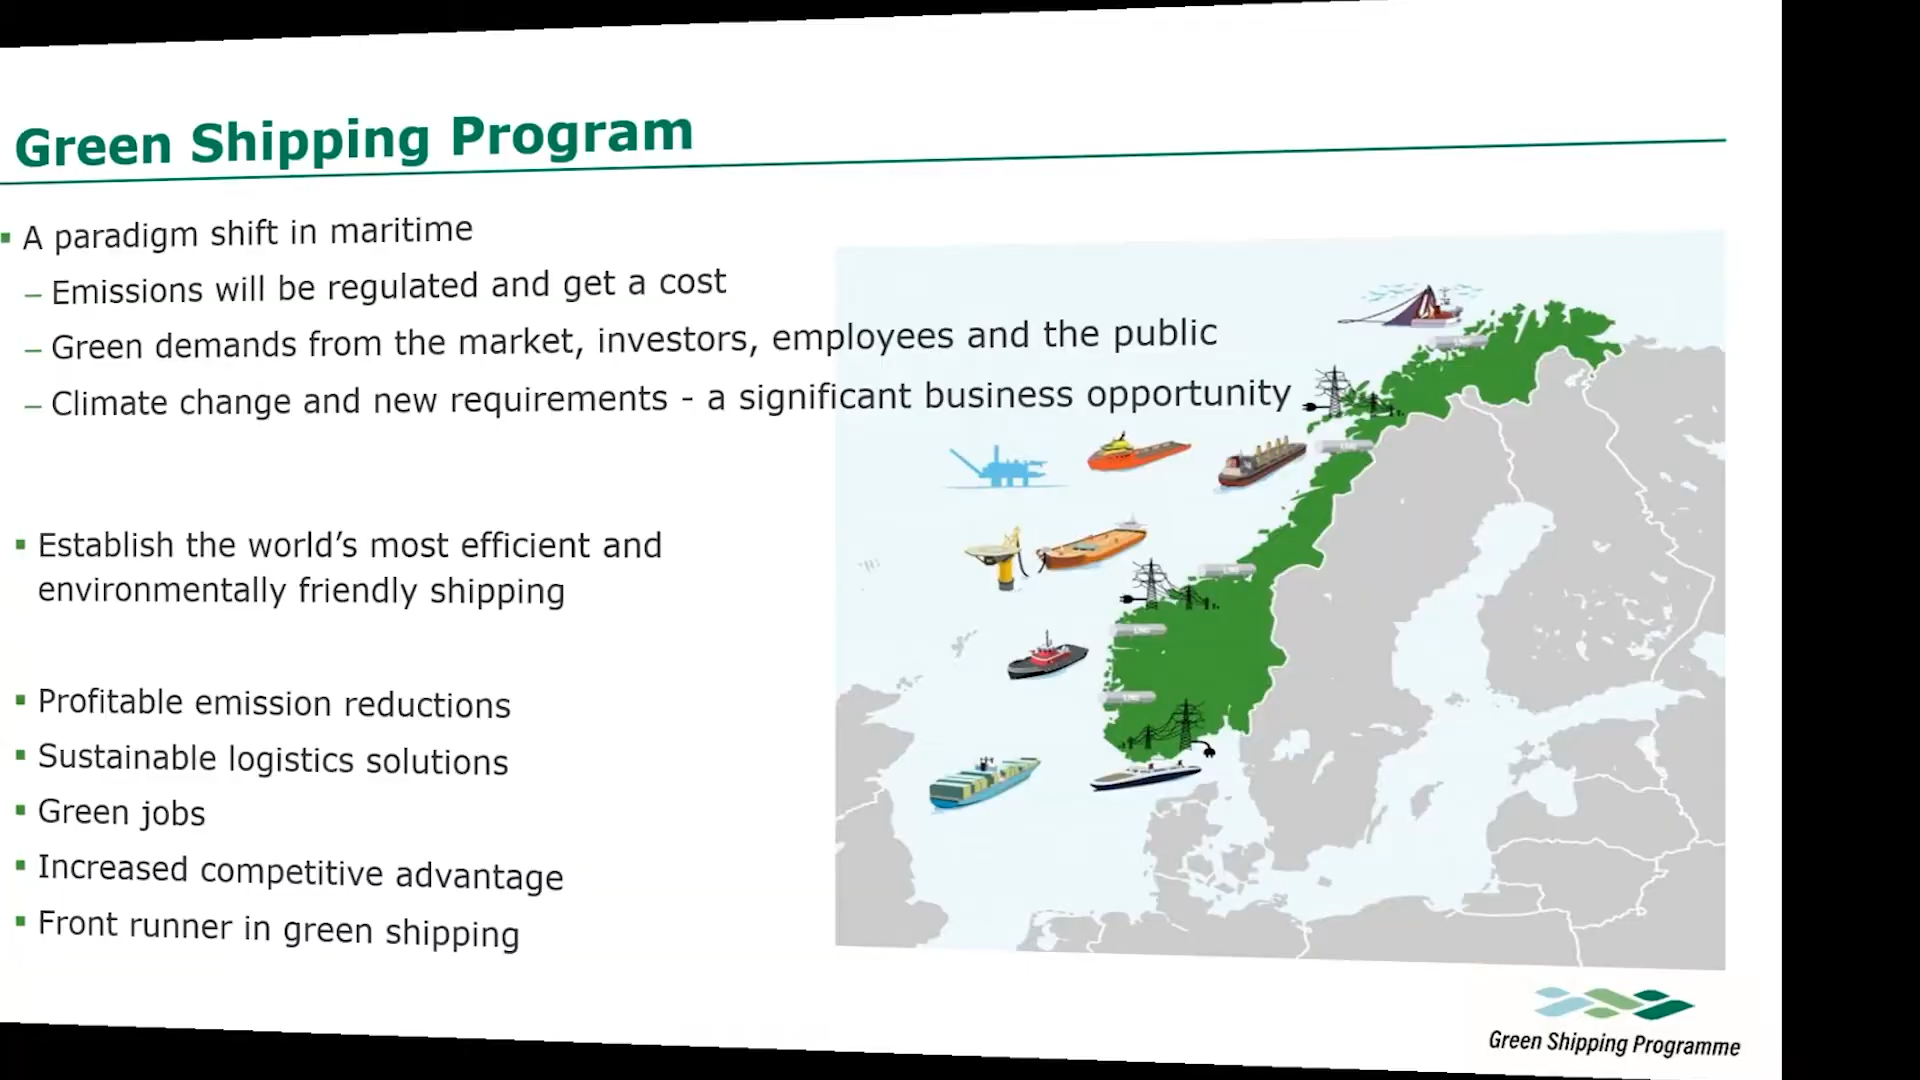 Green Shipping Program
▪ A paradigm shift in maritime
– Emissions will be regulated and get a cost
– Green demands from the market, investors, employees and the public
– Climate change and new requirements - a significant business opportunity
▪ Establish the world’s most efficient and
environmentally friendly shipping
▪ Profitable emission reductions
▪ Sustainable logistics solutions
▪ Green jobs
▪ Increased competitive advantage
▪ Front runner in green shipping
Green Shipping Programme